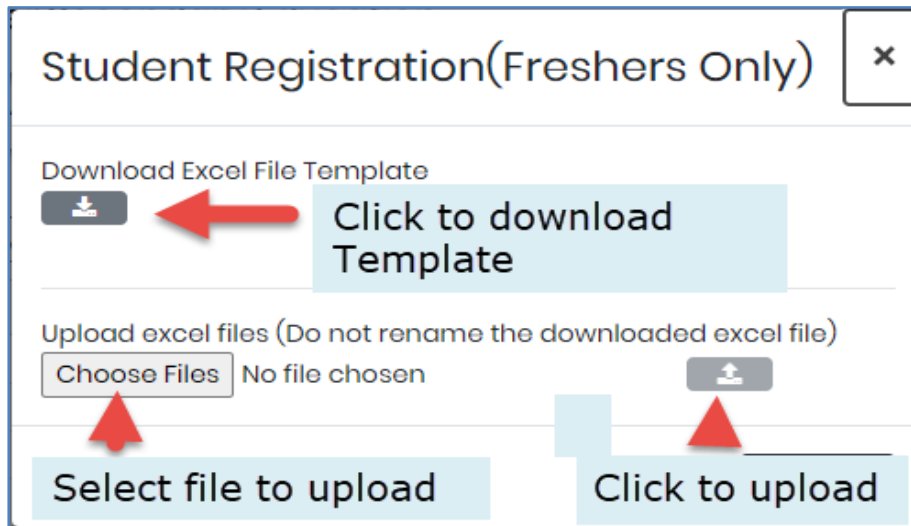 Student Registration(Freshers Only)
×
Download Excel File Template
Click to download
Template
Upload excel files (Do not rename the downloaded excel file)
Choose Files No file chosen
Select file to upload
Click to upload